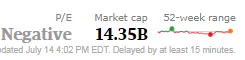 P/E Market cap 52-week range
Negative 14.35B
dated July 14 4:02 PM EDT. Delayed by at least 15 minutes.